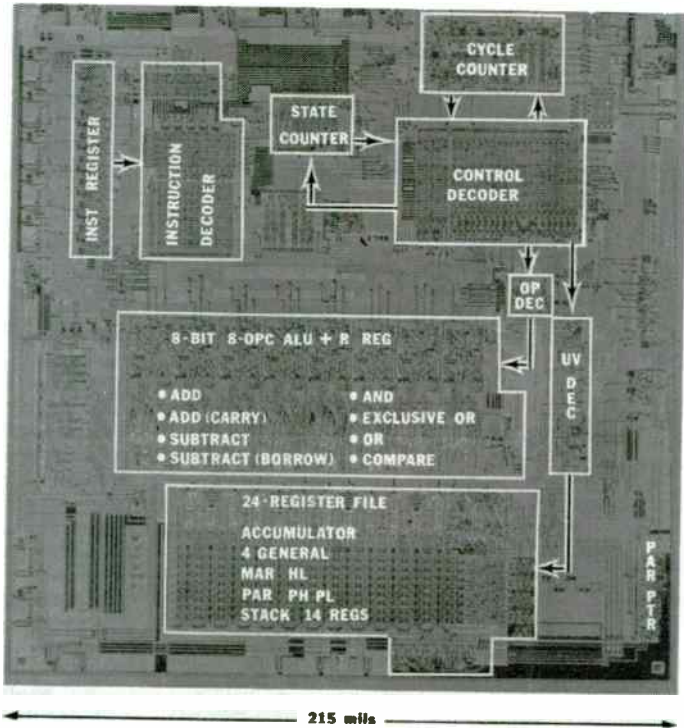 CYCLE
COUNTER
STATE
COUNTER
INST REGISTER
INSTRUCTION
DECODER
CONTROL
DECODER
OP
DEC
8-BIT 8-OPC ALU + R REG
• ADD
• ADD (CARRY)
• SUBTRACT
• SUBTRACT (BORROW)
• AND
• EXCLUSIVE OR
• OR
• COMPARE
UV
DEC
24-REGISTER FILE
ACCUMULATOR
4 GENERAL
MAR HL
PAR PH PL
STACK 14 REGS
PAR PTR
215 mils